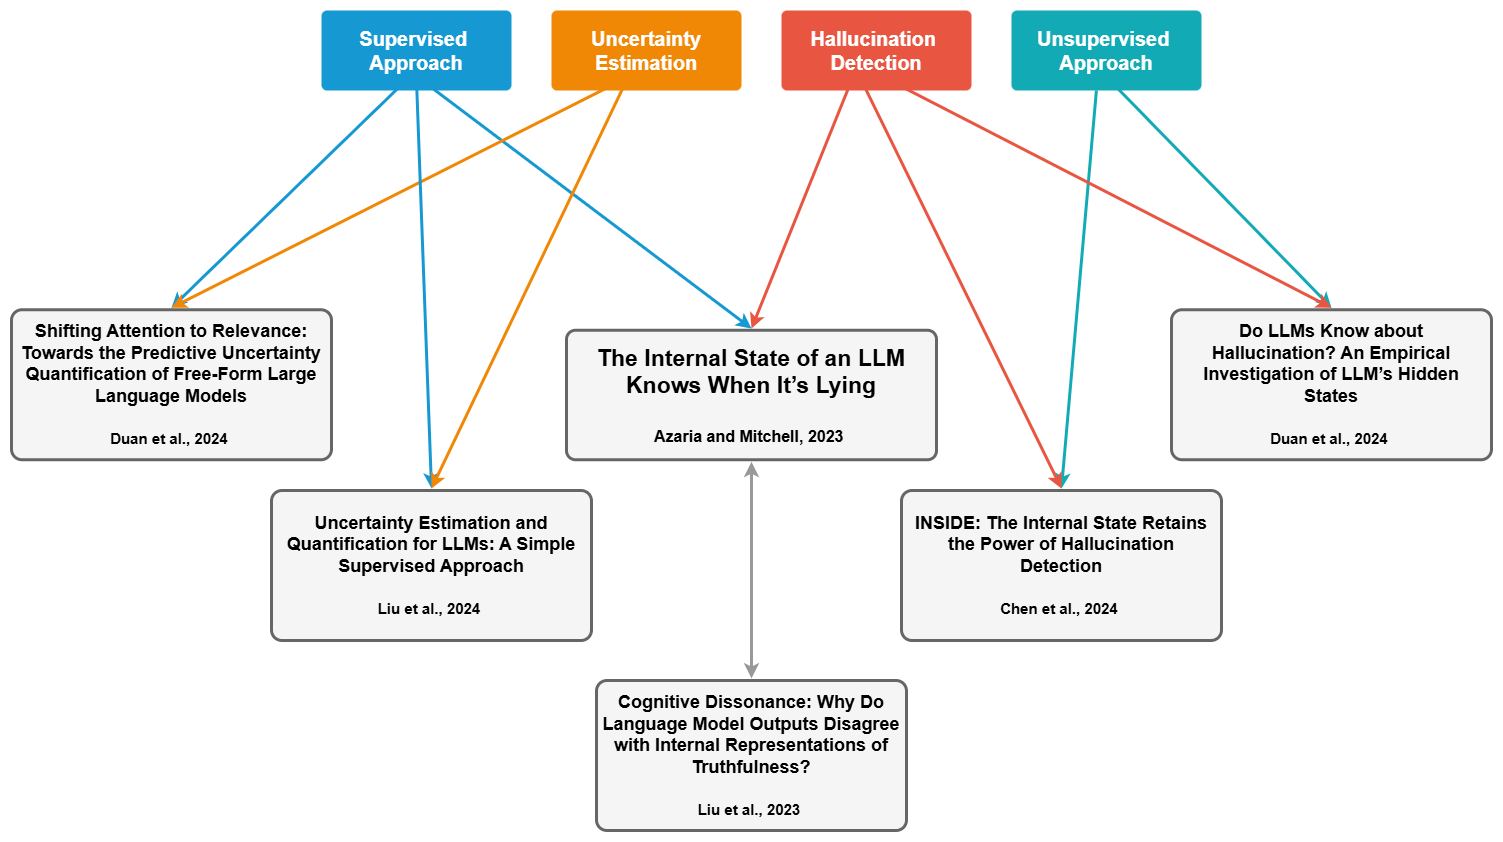 Supervised
Approach
Uncertainty
Estimation
Hallucination
Detection
Unsupervised
Approach
Shifting Attention to Relevance:
Towards the Predictive Uncertainty
Quantification of Free-Form Large
Language Models
Duan et al., 2024
The Internal State of an LLM
Knows When It’s Lying
Azaria and Mitchell, 2023
Do LLMs Know about
Hallucination? An Empirical
Investigation of LLM’s Hidden
States
Duan et al., 2024
Uncertainty Estimation and
Quantification for LLMs: A Simple
Supervised Approach
Liu et al., 2024
INSIDE: The Internal State Retains
the Power of Hallucination
Detection
Chen et al., 2024
Cognitive Dissonance: Why Do
Language Model Outputs Disagree
with Internal Representations of
Truthfulness?
Liu et al., 2023